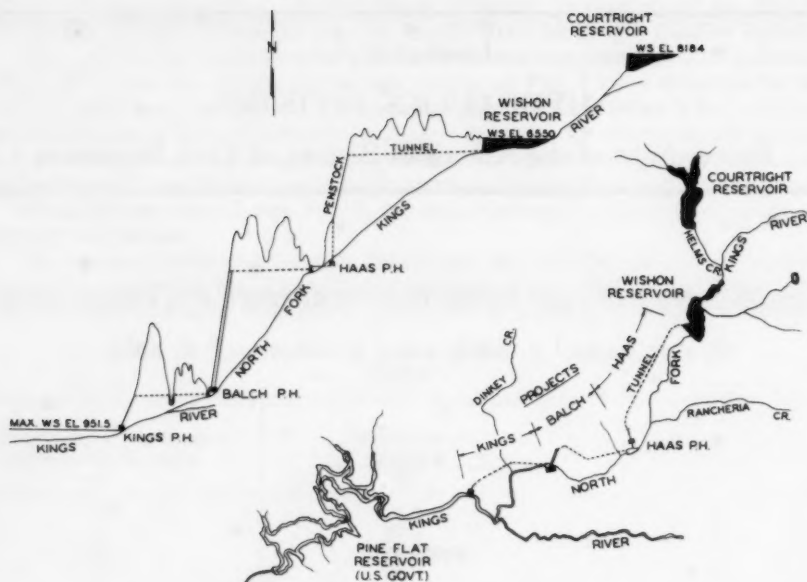 N
COURTRIGHT
RESERVOIR
WS EL 8184
WISHON
RESERVOIR
WS EL 6550
RIVER
TUNNEL
PENSTOCK
KINGS
HAAS P.H.
FORK
NORTH
BALCH P.H.
RIVER
MAX. WS EL 951.5
KINGS P.H.
KINGS
COURTRIGHT
RESERVOIR
HELMS CR.
KINGS
RIVER
WISHON
RESERVOIR
HAAS
TUNNEL
FORK
DINKEY
CR.
PROJECTS
BALCH
KINGS
RANCHERIA
CR.
HAAS P.H.
NORTH
KINGS
RIVER
PINE FLAT
RESERVOIR
(U.S. GOVT)